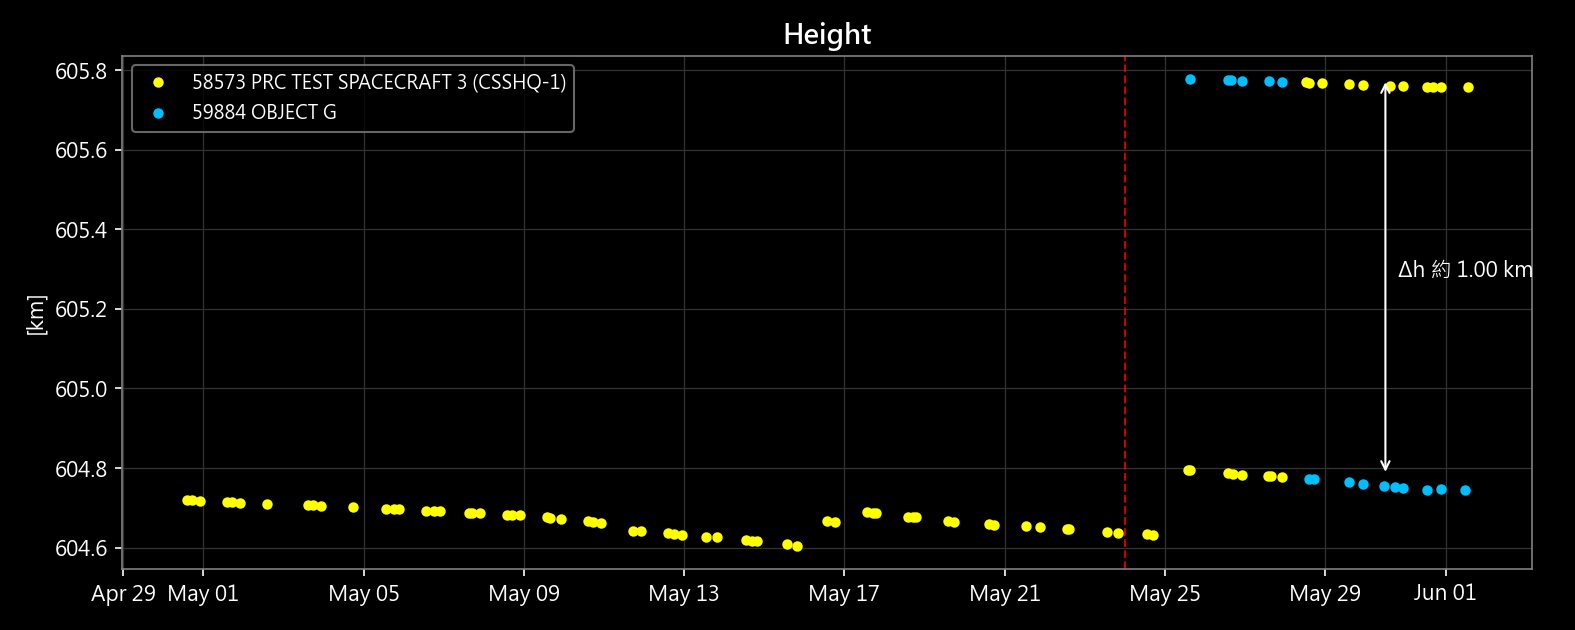 Height
58573 PRC TEST SPACECRAFT 3 (CSSHQ-1)
59884 OBJECT G
605.8
605.6
605.4
605.2
605.0
604.8
604.6
[km]
Δh 約 1.00 km
Apr 29 May 01 May 05 May 09 May 13 May 17 May 21 May 25 May 29 Jun 01